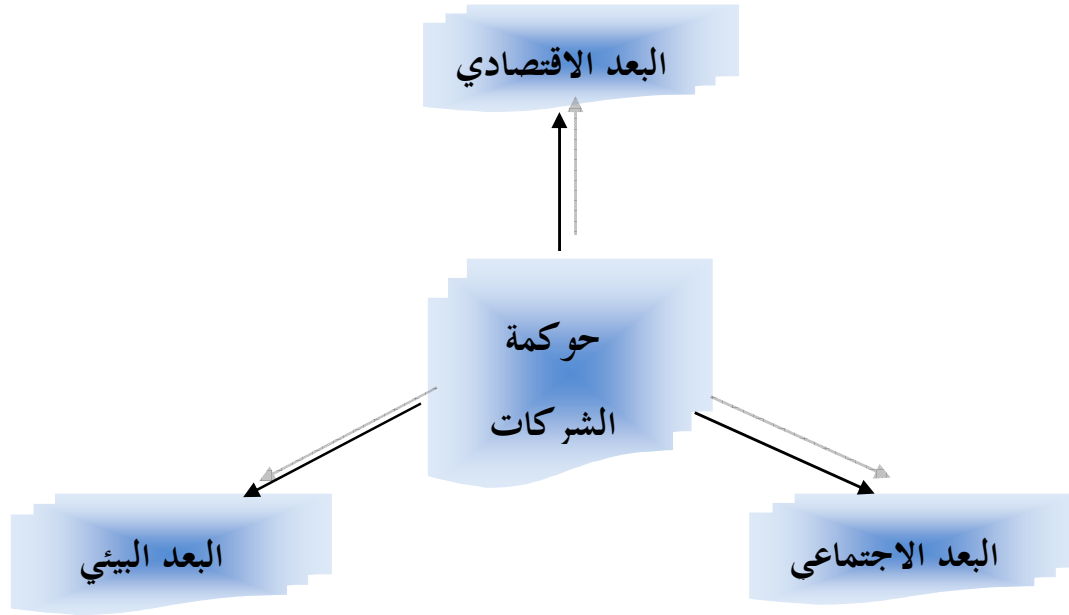 البعد الاقتصادي
حوكمة
الشركات
البعد الاجتماعي
البعد البيئي